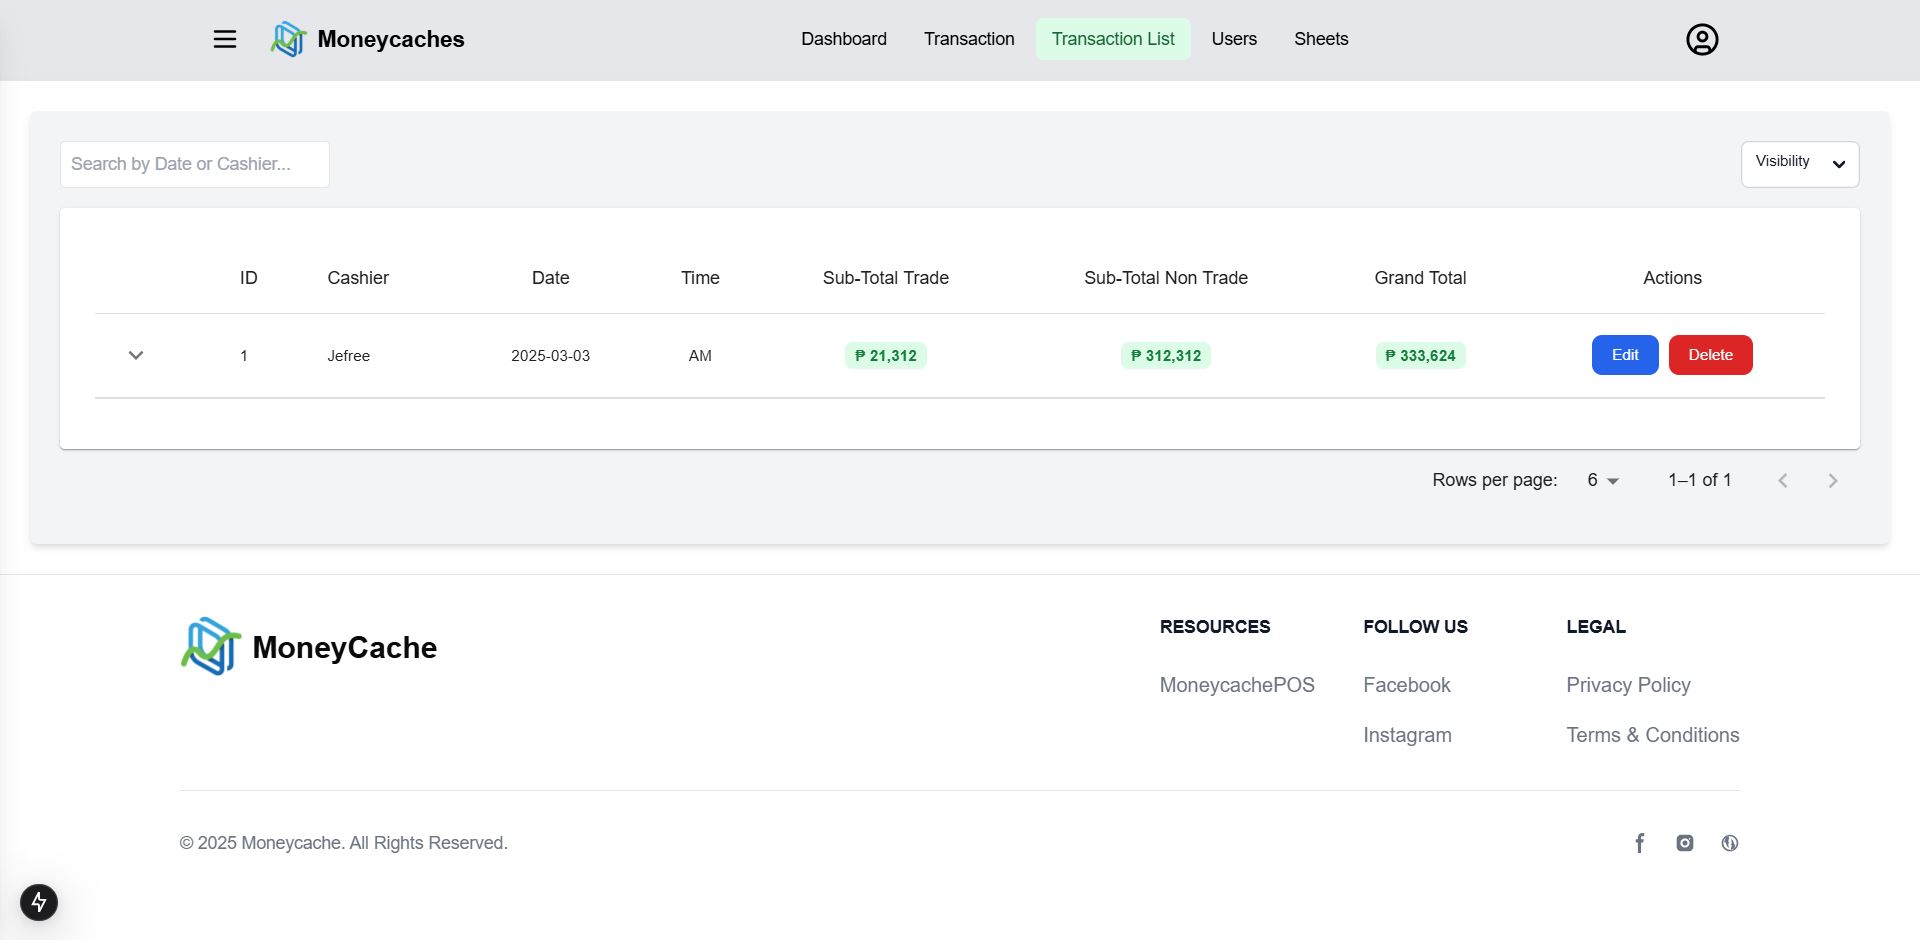 Moneycaches
Dashboard Transaction Transaction List Users Sheets
Search by Date or Cashier...
Visibility
ID Cashier Date Time Sub-Total Trade Sub-Total Non Trade Grand Total Actions
1 Jefree 2025-03-03 AM ₱ 21,312 ₱ 312,312 ₱ 333,624 Edit Delete
Rows per page: 6 1–1 of 1
MoneyCache
RESOURCES FOLLOW US LEGAL
MoneycachePOS Facebook Privacy Policy
Instagram Terms & Conditions
© 2025 Moneycache. All Rights Reserved.